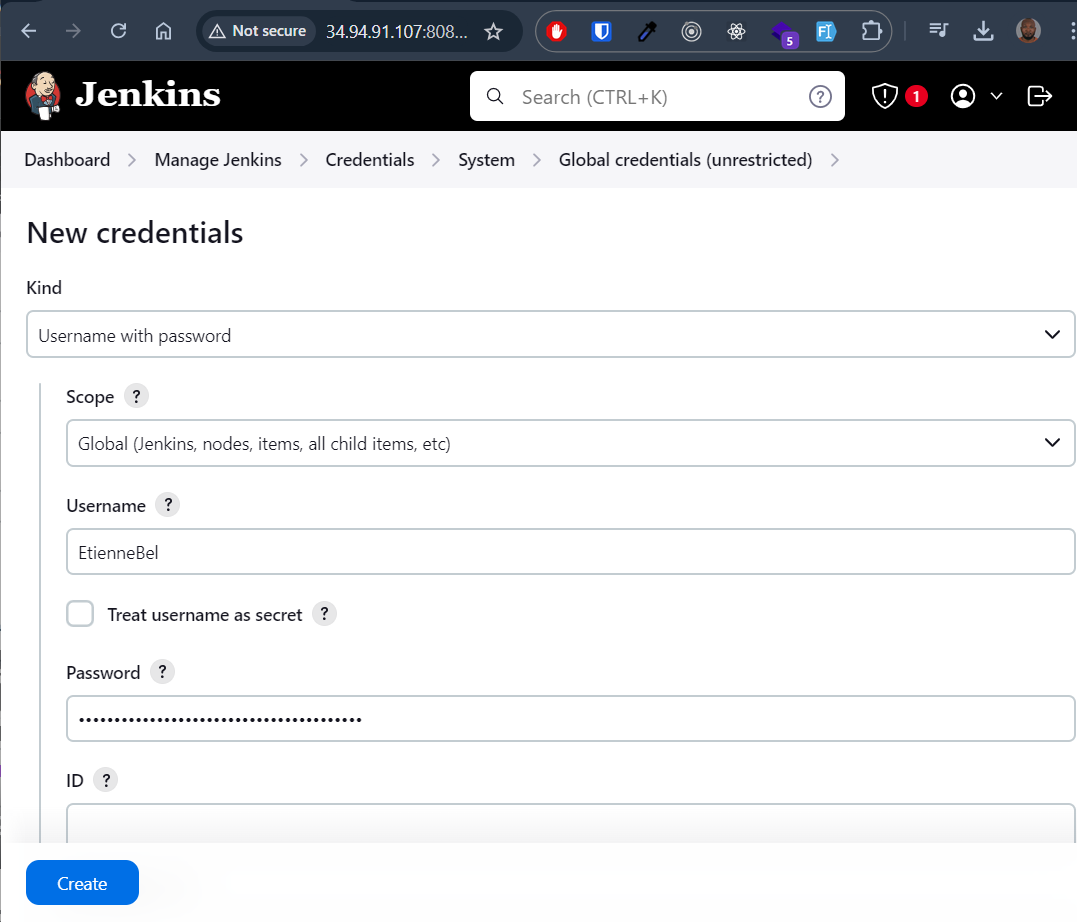 Not secure 34.94.91.107:808... 5
Jenkins Search (CTRL+K) ? 1
Dashboard > Manage Jenkins > Credentials > System > Global credentials (unrestricted) >
New credentials
Kind
Username with password
Scope ?
Global (Jenkins, nodes, items, all child items, etc)
Username ?
EtienneBel
Treat username as secret ?
Password ?
ID ?
Create